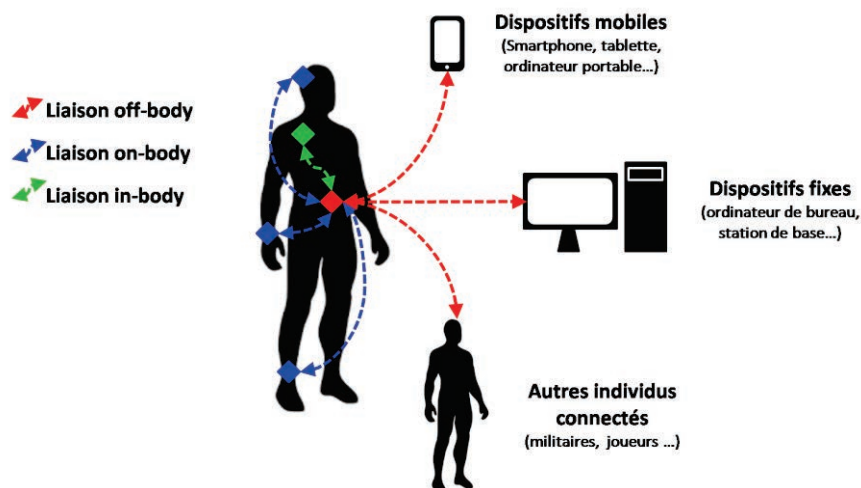 Dispositifs mobiles
(Smartphone, tablette,
ordinateur portable...)
Liaison off-body
Liaison on-body
Liaison in-body
Dispositifs fixes
(ordinateur de bureau,
station de base...)
Autres individus
connectés
(militaires, joueurs ...)